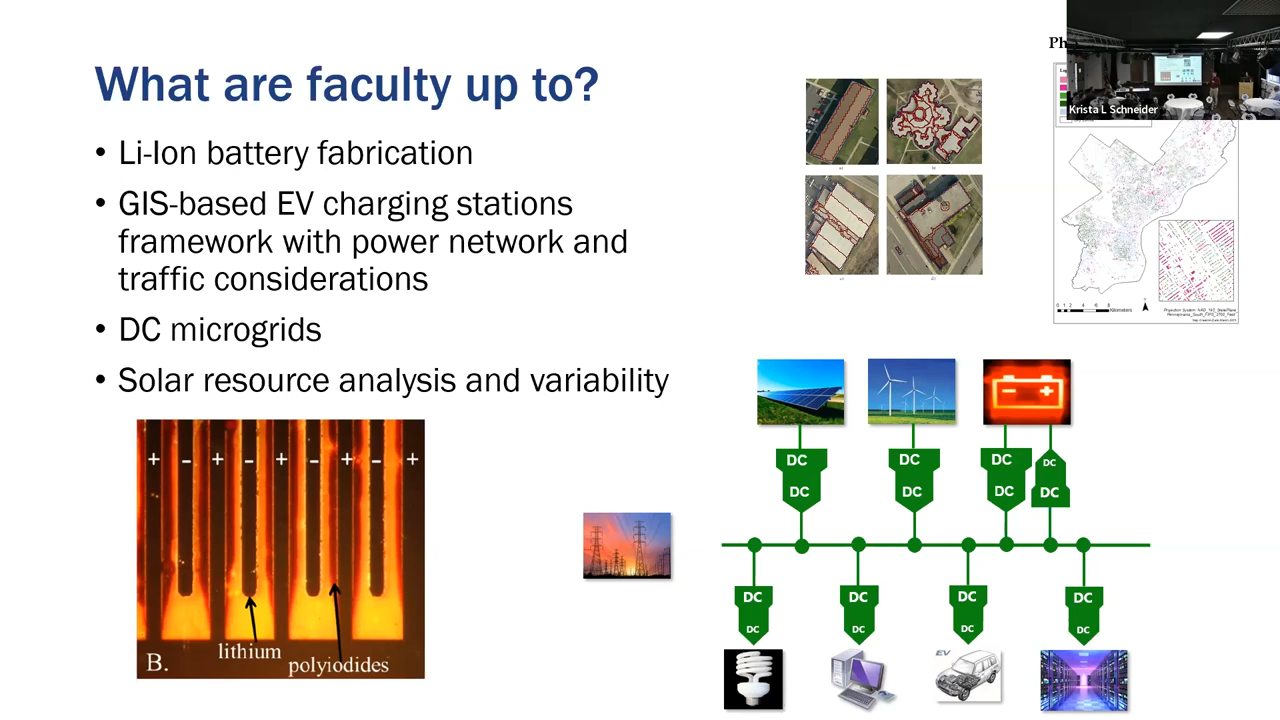 What are faculty up to?
• Li-Ion battery fabrication
• GIS-based EV charging stations
framework with power network and
traffic considerations
• DC microgrids
• Solar resource analysis and variability
Krista L Schneider
Kilometers
+ - + - + - + - +
lithium
polyiodides
B.
- +
DC DC DC DC
DC DC DC DC
DC DC DC DC
DC DC DC DC
EV